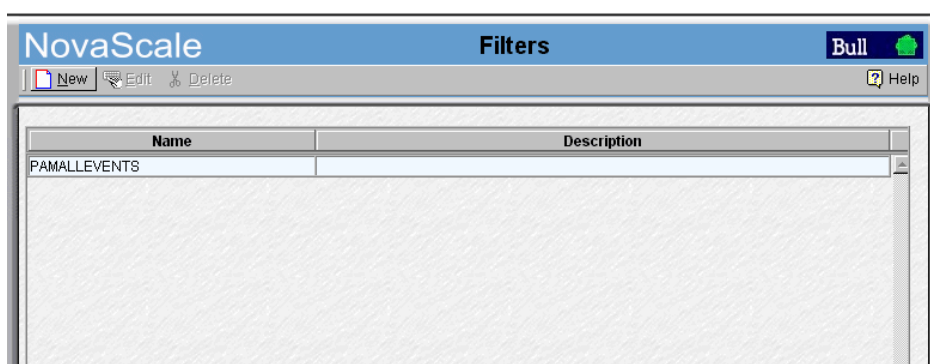 NovaScale Filters Bull
New Edit Delete Help
Name Description
PAMALLEVENTS